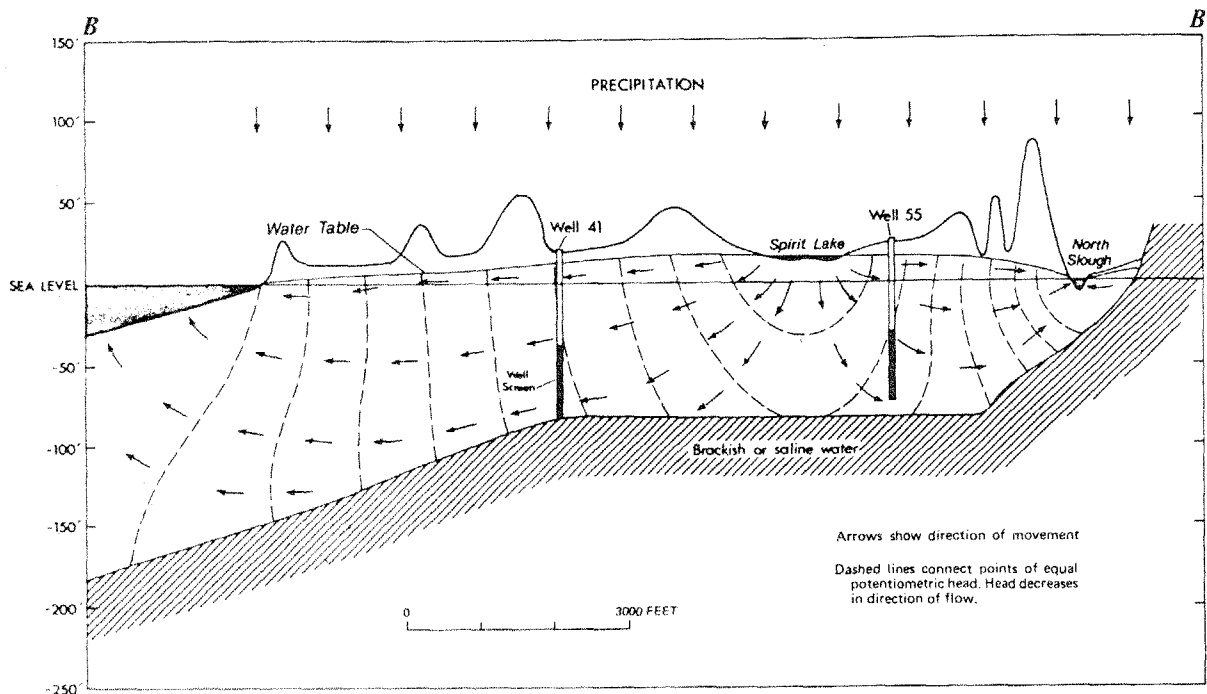 B
B
150'
100'
50'
SEA LEVEL
-50'
-100'
-150'
-200'
-250'
PRECIPITATION
Water Table
Well 41
Spirit Lake
Well 55
North
Slough
Well
Screen
Brackish or saline water
Arrows show direction of movement
Dashed lines connect points of equal
potentiometric head. Head decreases
in direction of flow.
0
3000 FEET